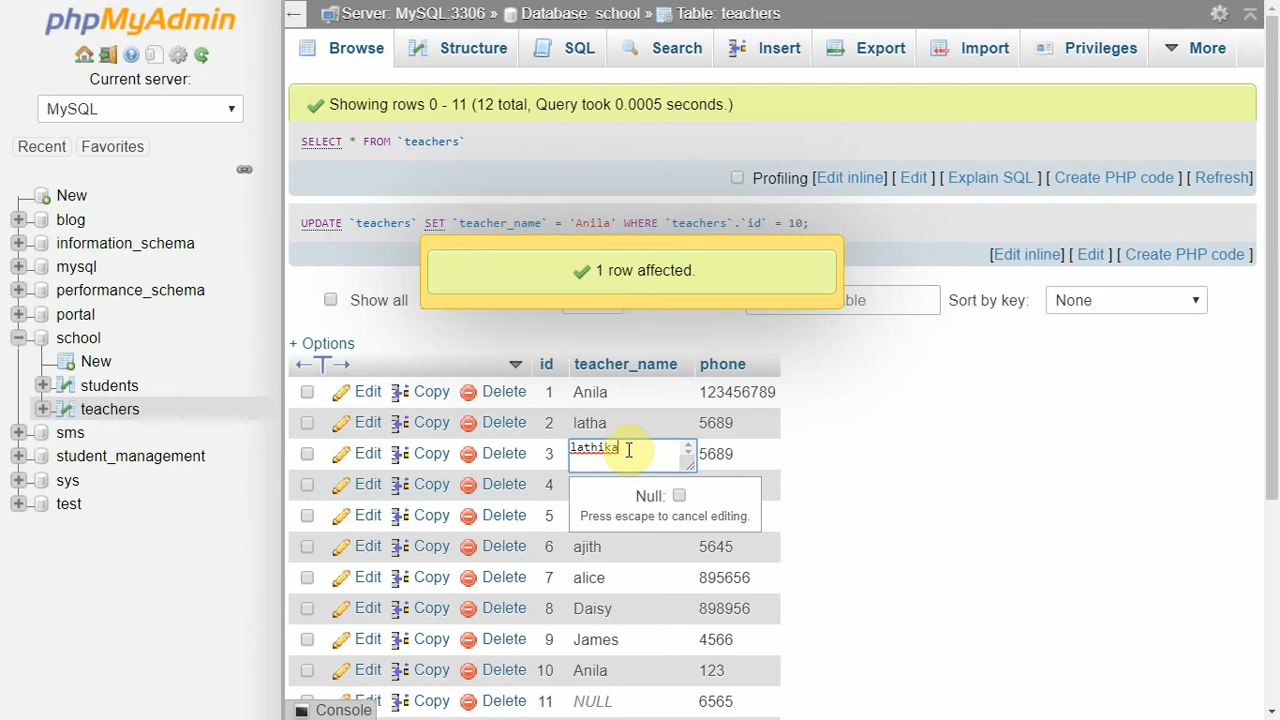 phpMyAdmin
Current server:
MySQL
Recent Favorites
New
blog
information_schema
mysql
performance_schema
portal
school
New
students
teachers
sms
student_management
sys
test
Server: MySQL:3306 » Database: school » Table: teachers
Browse Structure SQL Search Insert Export Import Privileges More
Showing rows 0 - 11 (12 total, Query took 0.0005 seconds.)
SELECT * FROM `teachers`
Profiling [Edit inline] [ Edit ] [ Explain SQL ] [ Create PHP code ] [ Refresh]
UPDATE `teachers` SET `teacher_name` = 'Anila' WHERE `teachers`.`id` = 10;
[Edit inline] [ Edit ] [ Create PHP code ]
1 row affected.
Show all Sort by key: None
+ Options
id teacher_name phone
Edit Copy Delete 1 Anila 123456789
Edit Copy Delete 2 latha 5689
Edit Copy Delete 3 lathika 5689
Edit Copy Delete 4
Null:
Edit Copy Delete 5
Press escape to cancel editing.
Edit Copy Delete 6 ajith 5645
Edit Copy Delete 7 alice 895656
Edit Copy Delete 8 Daisy 898956
Edit Copy Delete 9 James 4566
Edit Copy Delete 10 Anila 123
Edit Copy Delete 11 NULL 6565
Console